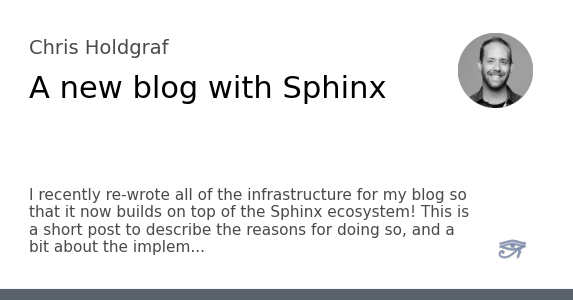 Chris Holdgraf
A new blog with Sphinx
I recently re-wrote all of the infrastructure for my blog so
that it now builds on top of the Sphinx ecosystem! This is
a short post to describe the reasons for doing so, and a
bit about the implem...